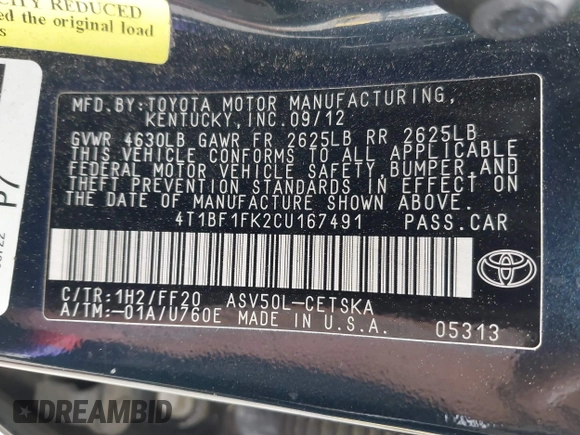 CITY REDUCED
d the original load
s
MFD.BY:TOYOTA MOTOR MANUFACTURING,
KENTUCKY,INC.09/12
GVWR 4630LB GAWR FR 2625LB RR 2625LB
THIS VEHICLE CONFORMS TO ALL APPLICABLE
FEDERAL MOTOR VEHICLE SAFETY,BUMPER,AND
THEFT PREVENTION STANDARDS IN EFFECT ON
THE DATE OF MANUFACTURE SHOWN ABOVE.
4T1BF1FK2CU167491 PASS.CAR
C/TR:1H2/FF20 ASV50L-CETSKA
A/TM:-01A/U760E MADE IN U.S.A. 05313
P7
DREAMBID